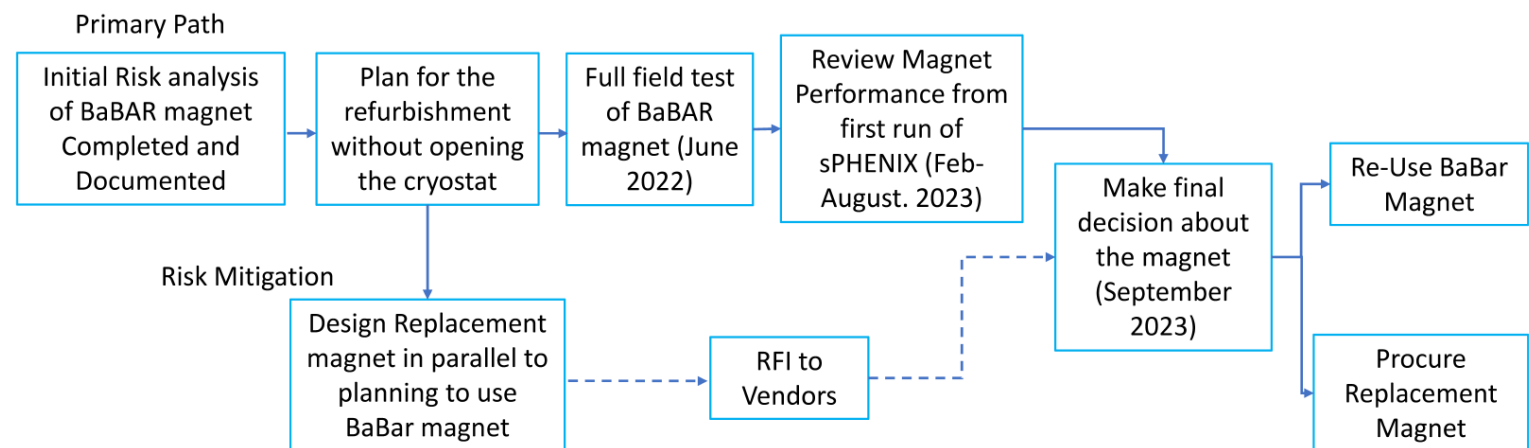 Primary Path
Initial Risk analysis
of BaBAR magnet
Completed and
Documented
Plan for the
refurbishment
without opening
the cryostat
Full field test
of BaBAR
magnet (June
2022)
Review Magnet
Performance from
first run of
sPHENIX (Feb-
August. 2023)
Make final
decision about
the magnet
(September
2023)
Re-Use BaBar
Magnet
Risk Mitigation
Design Replacement
magnet in parallel to
planning to use
BaBar magnet
RFI to
Vendors
Procure
Replacement
Magnet